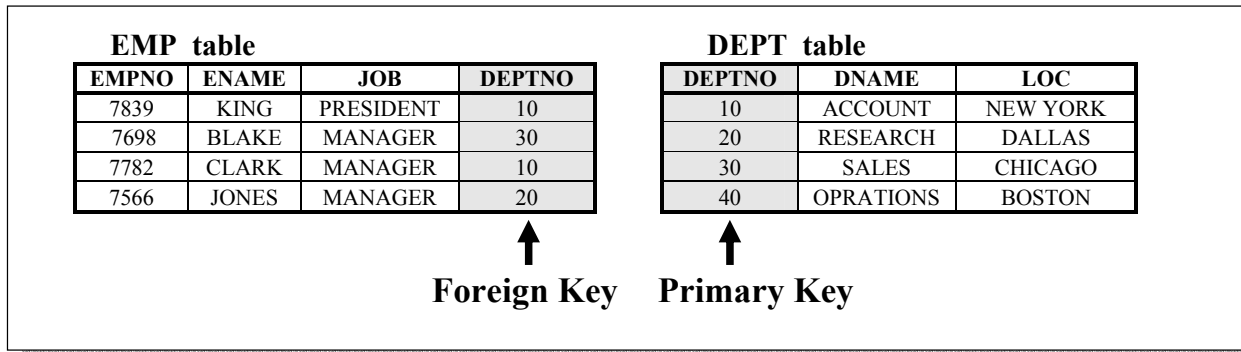 EMP table
EMPNO ENAME JOB DEPTNO
7839 KING PRESIDENT 10
7698 BLAKE MANAGER 30
7782 CLARK MANAGER 10
7566 JONES MANAGER 20
Foreign Key
DEPT table
DEPTNO DNAME LOC
10 ACCOUNT NEW YORK
20 RESEARCH DALLAS
30 SALES CHICAGO
40 OPRATIONS BOSTON
Primary Key